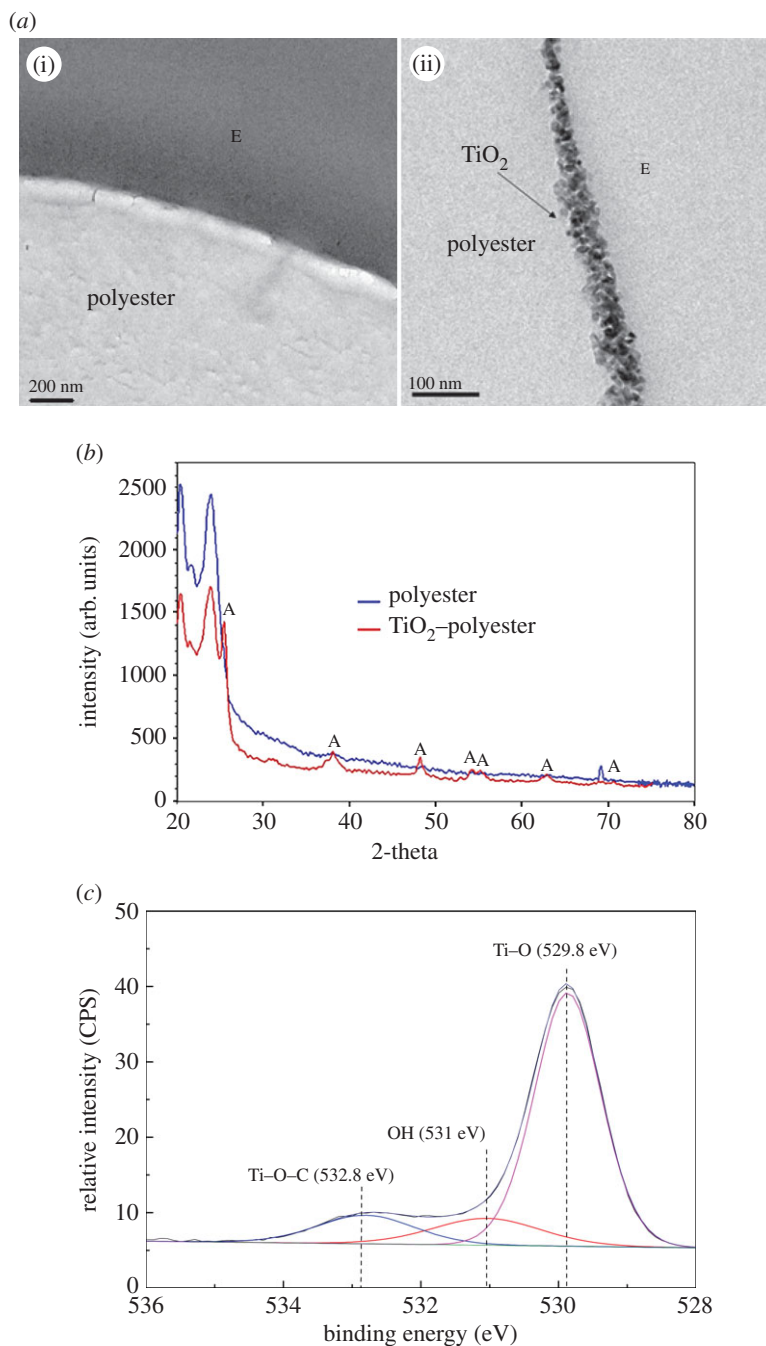 (a)
(i)
E
polyester
200 nm
(ii)
TiO2
E
polyester
100 nm
(b)
2500
2000
1500
1000
500
0
intensity (arb. units)
A
polyester
TiO2–polyester
A
A
A
A
A
A
20
30
40
50
60
70
80
2-theta
(c)
50
40
30
20
10
0
relative intensity (CPS)
Ti–O (529.8 eV)
OH (531 eV)
Ti–O–C (532.8 eV)
536
534
532
530
528
binding energy (eV)